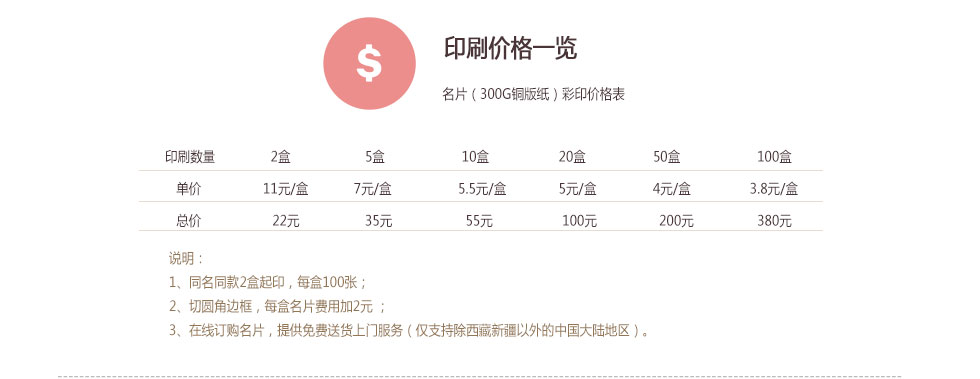 $
印刷价格一览
名片（300G铜版纸）彩印价格表
印刷数量 2盒 5盒 10盒 20盒 50盒 100盒
单价 11元/盒 7元/盒 5.5元/盒 5元/盒 4元/盒 3.8元/盒
总价 22元 35元 55元 100元 200元 380元
说明：
1、同名同款2盒起印，每盒100张；
2、切圆角边框，每盒名片费用加2元 ；
3、在线订购名片，提供免费送货上门服务（仅支持除西藏新疆以外的中国大陆地区）。